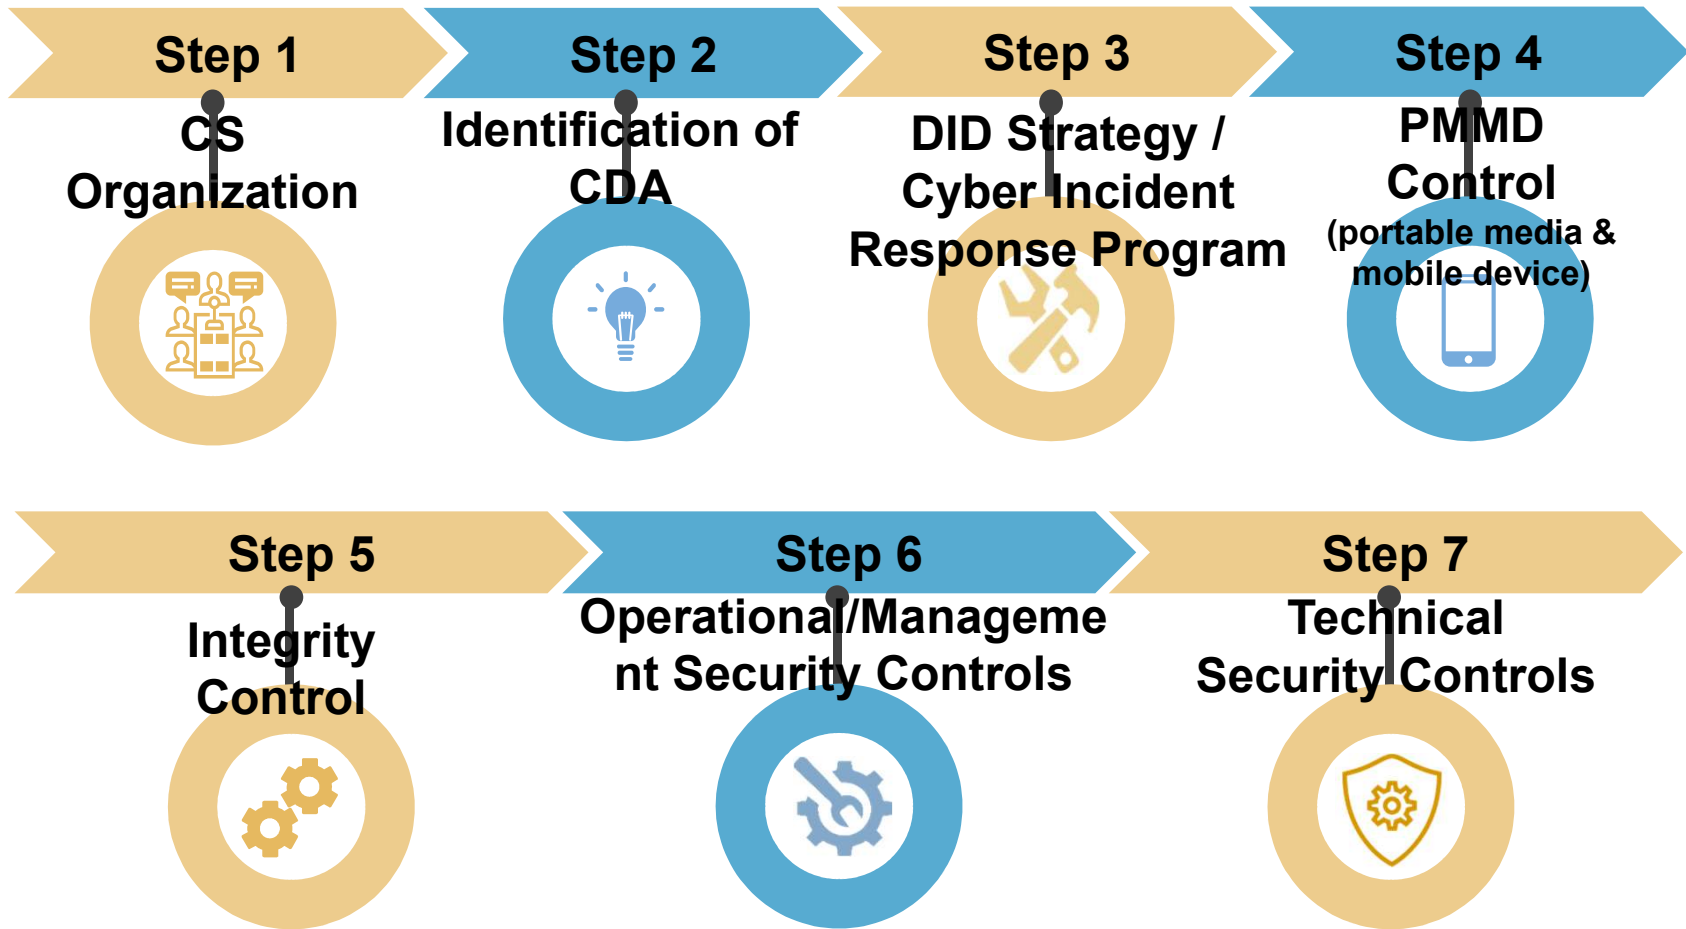 Step 1
Step 2
Step 3
Step 4
CS
Organization
Identification of
CDA
DID Strategy /
Cyber Incident
Response Program
PMMD
Control
(portable media &
mobile device)
Step 5
Step 6
Step 7
Integrity
Control
Operational/Manageme
nt Security Controls
Technical
Security Controls